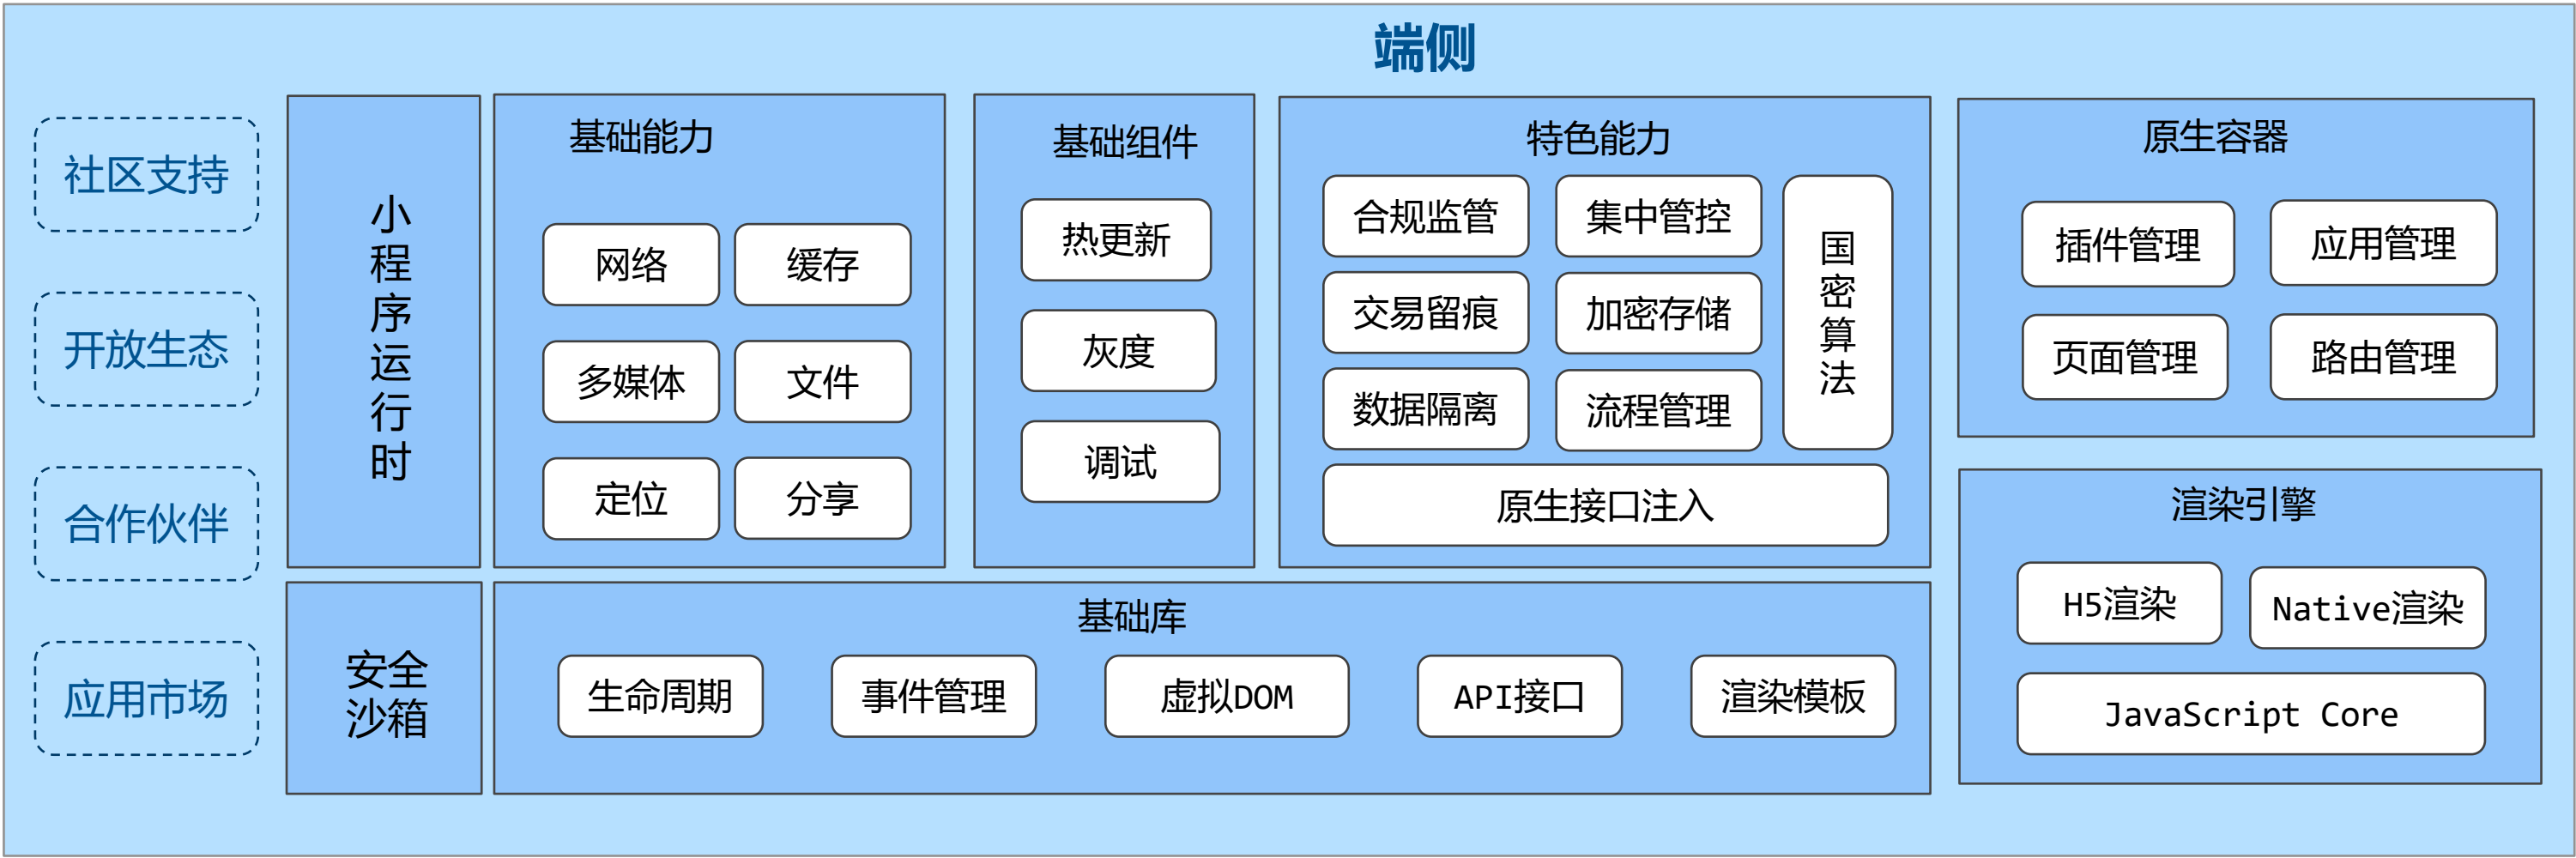 端侧
社区支持
开放生态
合作伙伴
应用市场
小
程
序
运
行
时
安全
沙箱
基础能力
网络
缓存
多媒体
文件
定位
分享
基础组件
热更新
灰度
调试
特色能力
合规监管
集中管控
交易留痕
加密存储
数据隔离
流程管理
国
密
算
法
原生接口注入
基础库
生命周期
事件管理
虚拟DOM
API接口
渲染模板
原生容器
插件管理
应用管理
页面管理
路由管理
渲染引擎
H5渲染
Native渲染
JavaScript Core